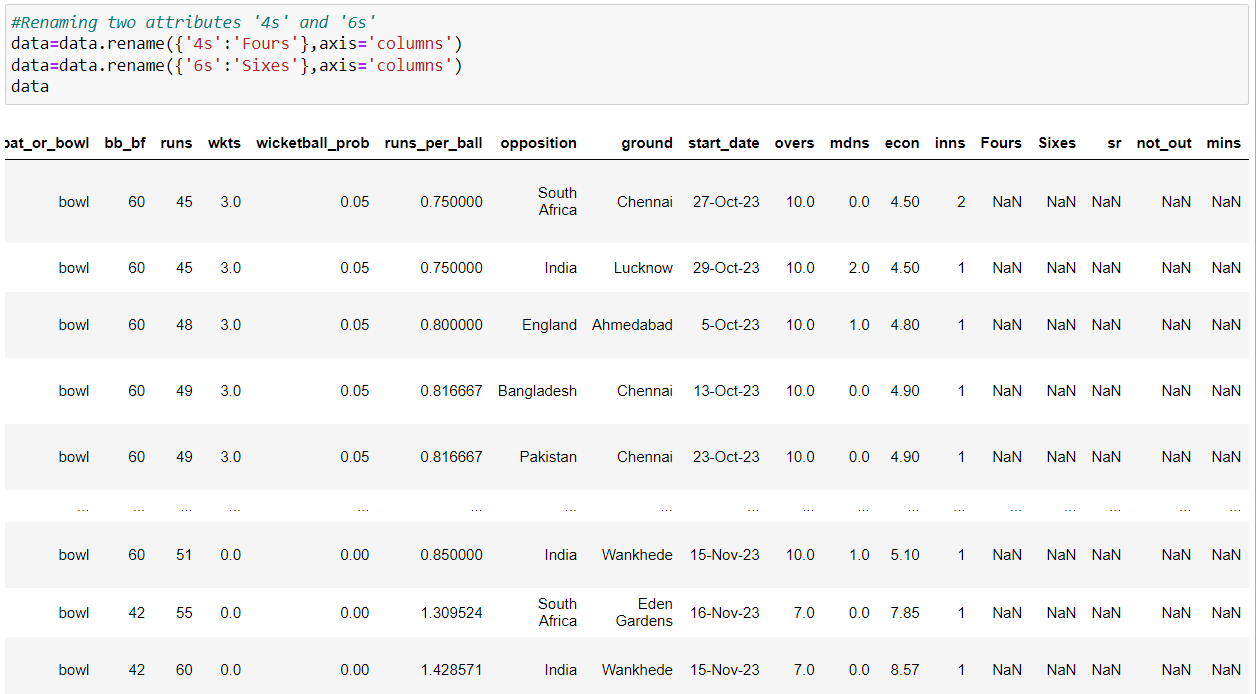 #Renaming two attributes '4s' and '6s'
data=data.rename({'4s':'Fours'},axis='columns')
data=data.rename({'6s':'Sixes'},axis='columns')
data
bat_or_bowl bb_bf runs wkts wicketball_prob runs_per_ball opposition ground start_date overs mdns econ inns Fours Sixes sr not_out mins
bowl 60 45 3.0 0.05 0.750000 South Africa Chennai 27-Oct-23 10.0 0.0 4.50 2 NaN NaN NaN NaN NaN
bowl 60 45 3.0 0.05 0.750000 India Lucknow 29-Oct-23 10.0 2.0 4.50 1 NaN NaN NaN NaN NaN
bowl 60 48 3.0 0.05 0.800000 England Ahmedabad 5-Oct-23 10.0 1.0 4.80 1 NaN NaN NaN NaN NaN
bowl 60 49 3.0 0.05 0.816667 Bangladesh Chennai 13-Oct-23 10.0 0.0 4.90 1 NaN NaN NaN NaN NaN
bowl 60 49 3.0 0.05 0.816667 Pakistan Chennai 23-Oct-23 10.0 0.0 4.90 1 NaN NaN NaN NaN NaN
... ... ... ... ... ... ... ... ... ... ... ... ... ... ... ... ... ...
bowl 60 51 0.0 0.00 0.850000 India Wankhede 15-Nov-23 10.0 1.0 5.10 1 NaN NaN NaN NaN NaN
bowl 42 55 0.0 0.00 1.309524 South Africa Eden Gardens 16-Nov-23 7.0 0.0 7.85 1 NaN NaN NaN NaN NaN
bowl 42 60 0.0 0.00 1.428571 India Wankhede 15-Nov-23 7.0 0.0 8.57 1 NaN NaN NaN NaN NaN